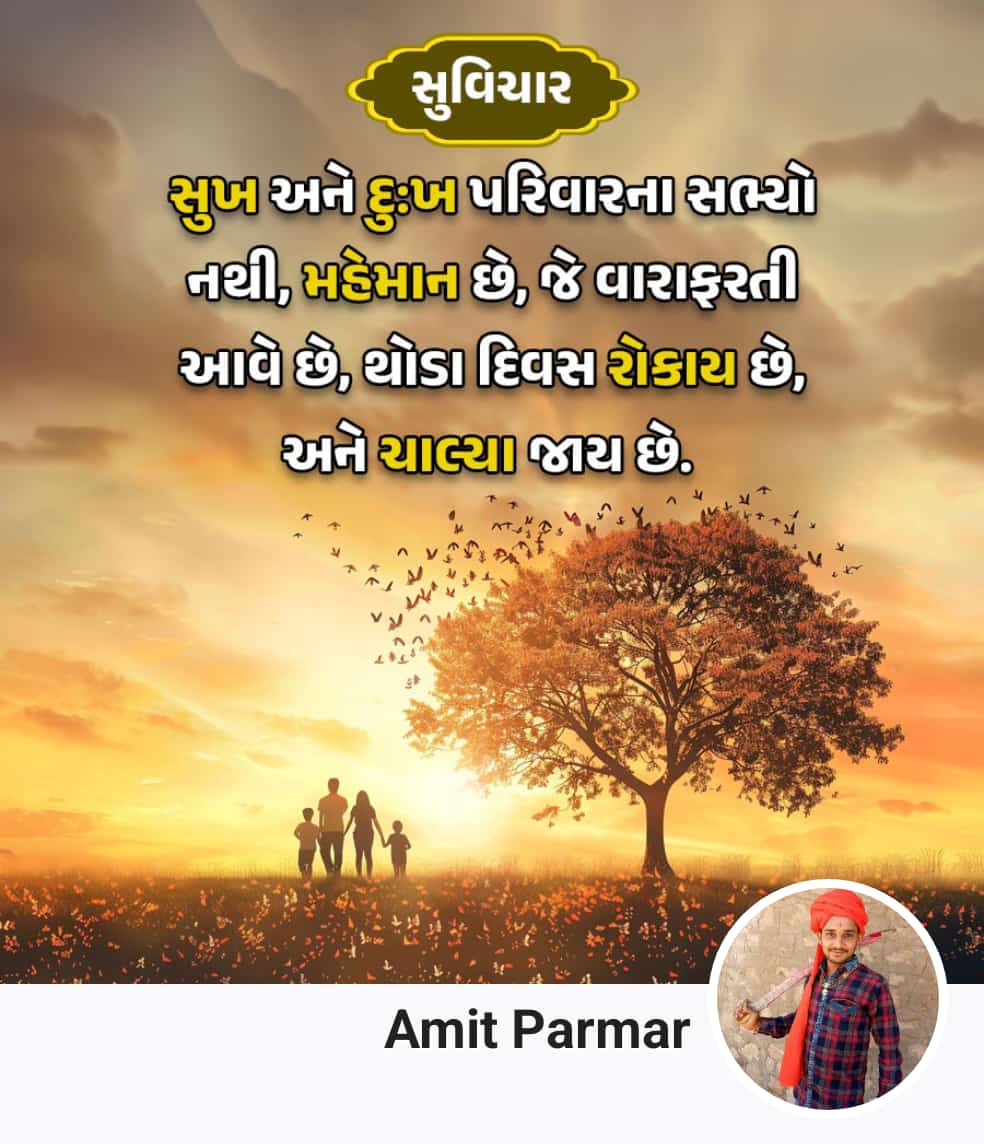 સુવિચાર
સુખ અને દુઃખ પરિવારના સભ્યો
નથી, મહેમાન છે, જે વારાફરતી
આવે છે, થોડા દિવસ રોકાય છે,
અને ચાલ્યા જાય છે.
Amit Parmar